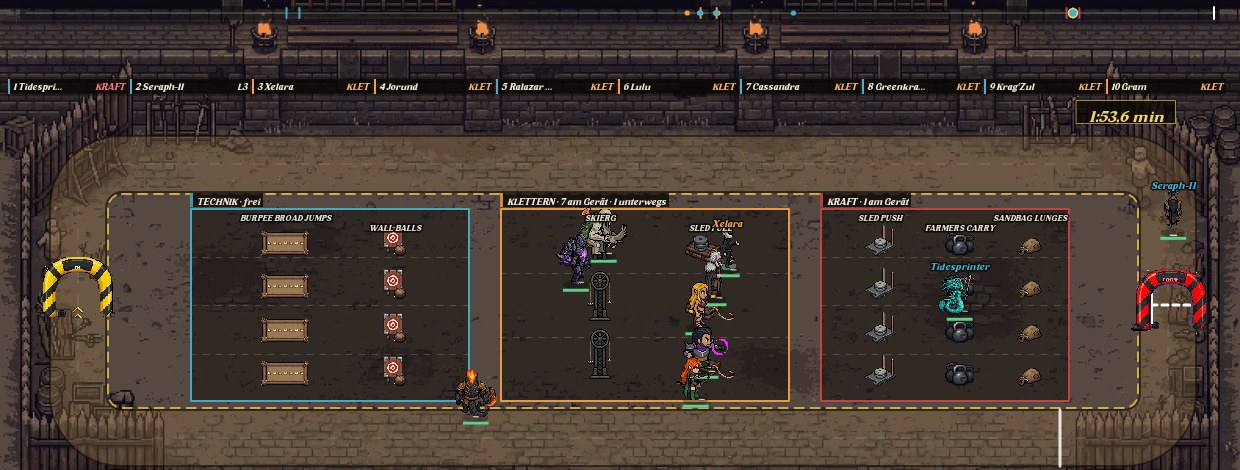 1 Tidespri... KRAFT 2 Seraph-II L3 3 Xelara KLET 4 Jorund KLET 5 Ralazar ... KLET 6 Lulu KLET 7 Cassandra KLET 8 Greenkra... KLET 9 Krag'Zul KLET 10 Gram KLET
1:53,6 min
Seraph-II
TECHNIK · frei
KLETTERN · 7 am Gerät · 1 unterwegs
KRAFT · 1 am Gerät
BURPEE BROAD JUMPS
SKIERG
SLED PUSH
SANDBAG LUNGES
WALL-BALLS
SLED
Xelara
FARMERS CARRY
Tidesprinter